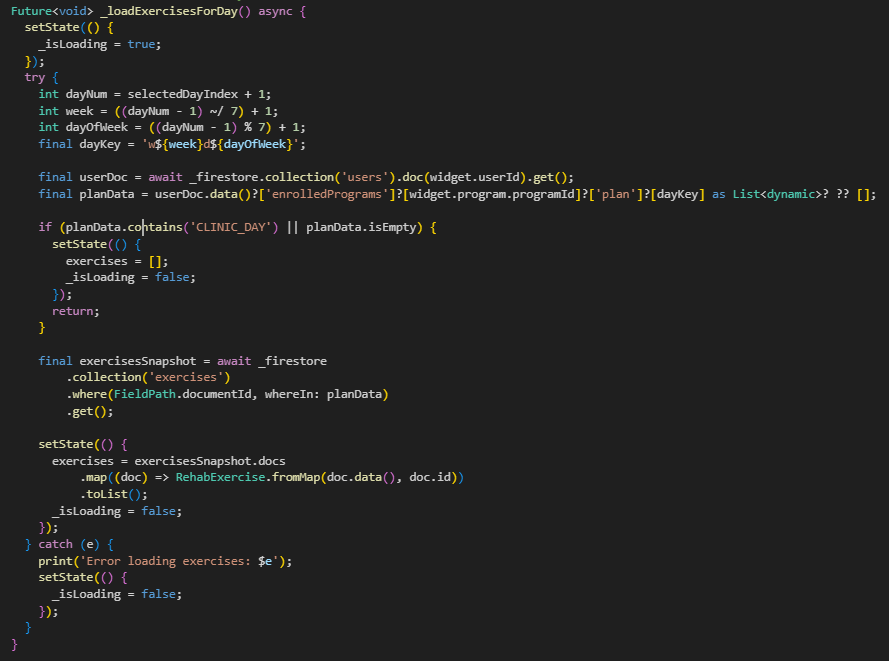 Future<void> _loadExercisesForDay() async {
  setState(() {
    _isLoading = true;
  });
  try {
    int dayNum = selectedDayIndex + 1;
    int week = ((dayNum - 1) ~/ 7) + 1;
    int dayOfWeek = ((dayNum - 1) % 7) + 1;
    final dayKey = 'w${week}d${dayOfWeek}';

    final userDoc = await _firestore.collection('users').doc(widget.userId).get();
    final planData = userDoc.data()?['enrolledPrograms']?[widget.program.programId]?['plan']?[dayKey] as List<dynamic>? ?? [];

    if (planData.contains('CLINIC_DAY') || planData.isEmpty) {
      setState(() {
        exercises = [];
        _isLoading = false;
      });
      return;
    }

    final exercisesSnapshot = await _firestore
        .collection('exercises')
        .where(FieldPath.documentId, whereIn: planData)
        .get();

    setState(() {
      exercises = exercisesSnapshot.docs
          .map((doc) => RehabExercise.fromMap(doc.data(), doc.id))
          .toList();
      _isLoading = false;
    });
  } catch (e) {
    print('Error loading exercises: $e');
    setState(() {
      _isLoading = false;
    });
  }
}